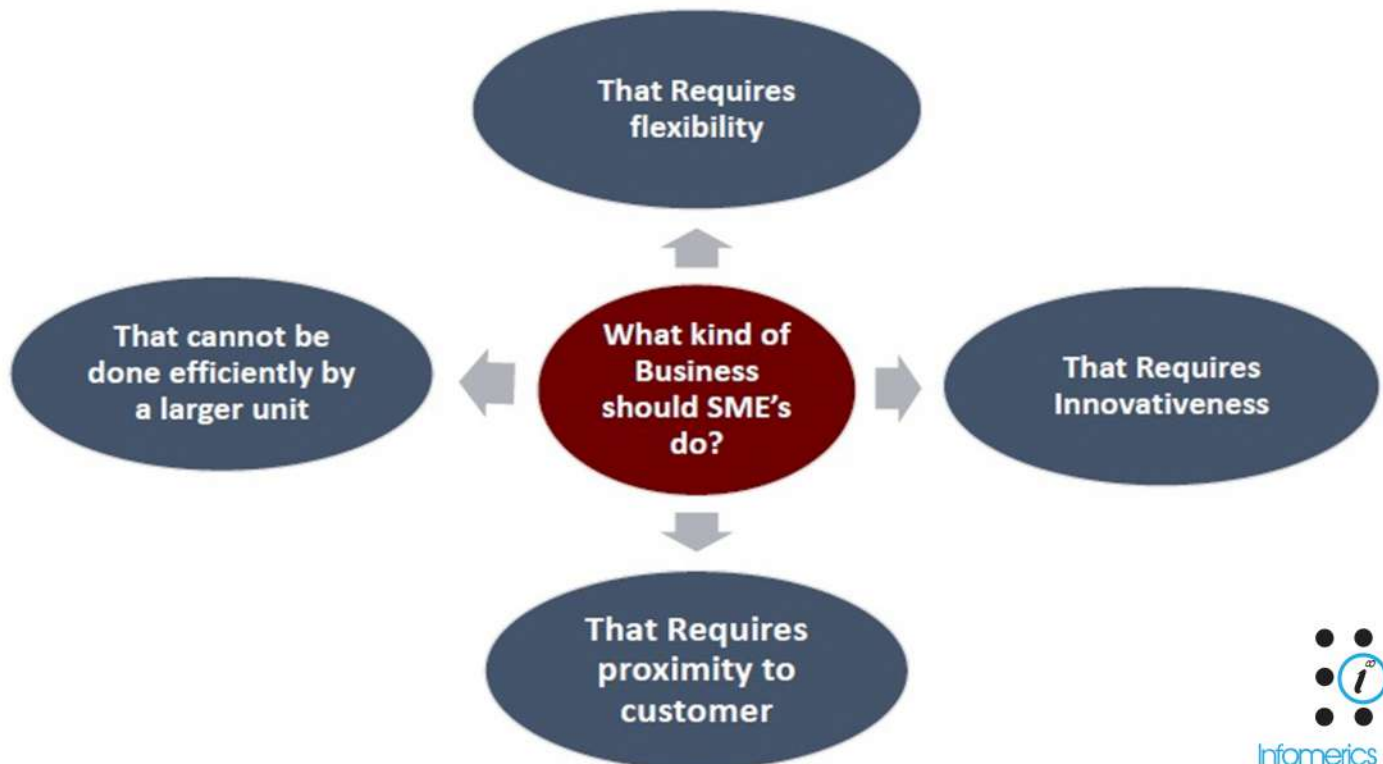 That Requires
flexibility
That cannot be
done efficiently by
a larger unit
What kind of
Business
should SME’s
do?
That Requires
Innovativeness
That Requires
proximity to
customer
i∞
Infomerics